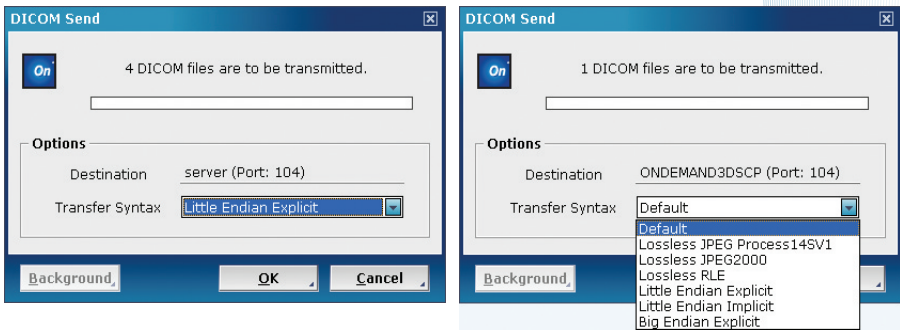 DICOM Send
On
4 DICOM files are to be transmitted.
Options
Destination server (Port: 104)
Transfer Syntax Little Endian Explicit
Background OK Cancel
DICOM Send
On
1 DICOM files are to be transmitted.
Options
Destination ONDEMAND3DSCP (Port: 104)
Transfer Syntax Default
Default
Lossless JPEG Process14SV1
Lossless JPEG2000
Lossless RLE
Little Endian Explicit
Little Endian Implicit
Big Endian Explicit
Background